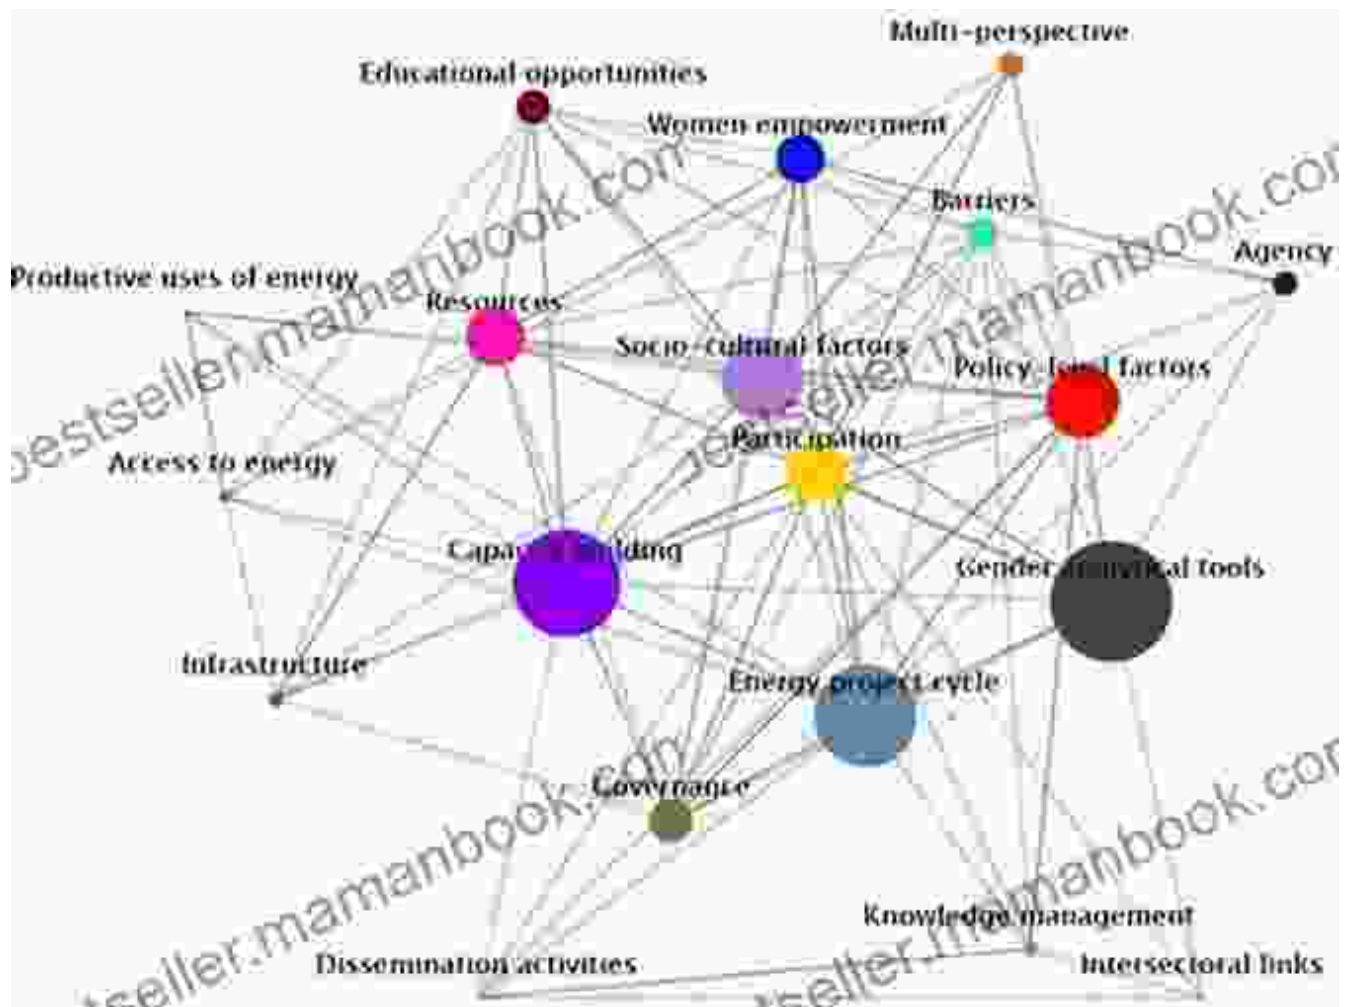 Multi-perspective
Educational opportunities
Women empowerment
Barriers
Agency
Productive uses of energy
Resources
Socio-cultural factors
Policy-level factors
Participation
Access to energy
Capacity building
Gender analytical tools
Infrastructure
Energy project cycle
Governance
Knowledge management
Dissemination activities
Intersectoral links
bestseller.mamanbook.com
bestseller.mamanbook.com
stseller.mamanbook.com
stseller.mamanbook.com